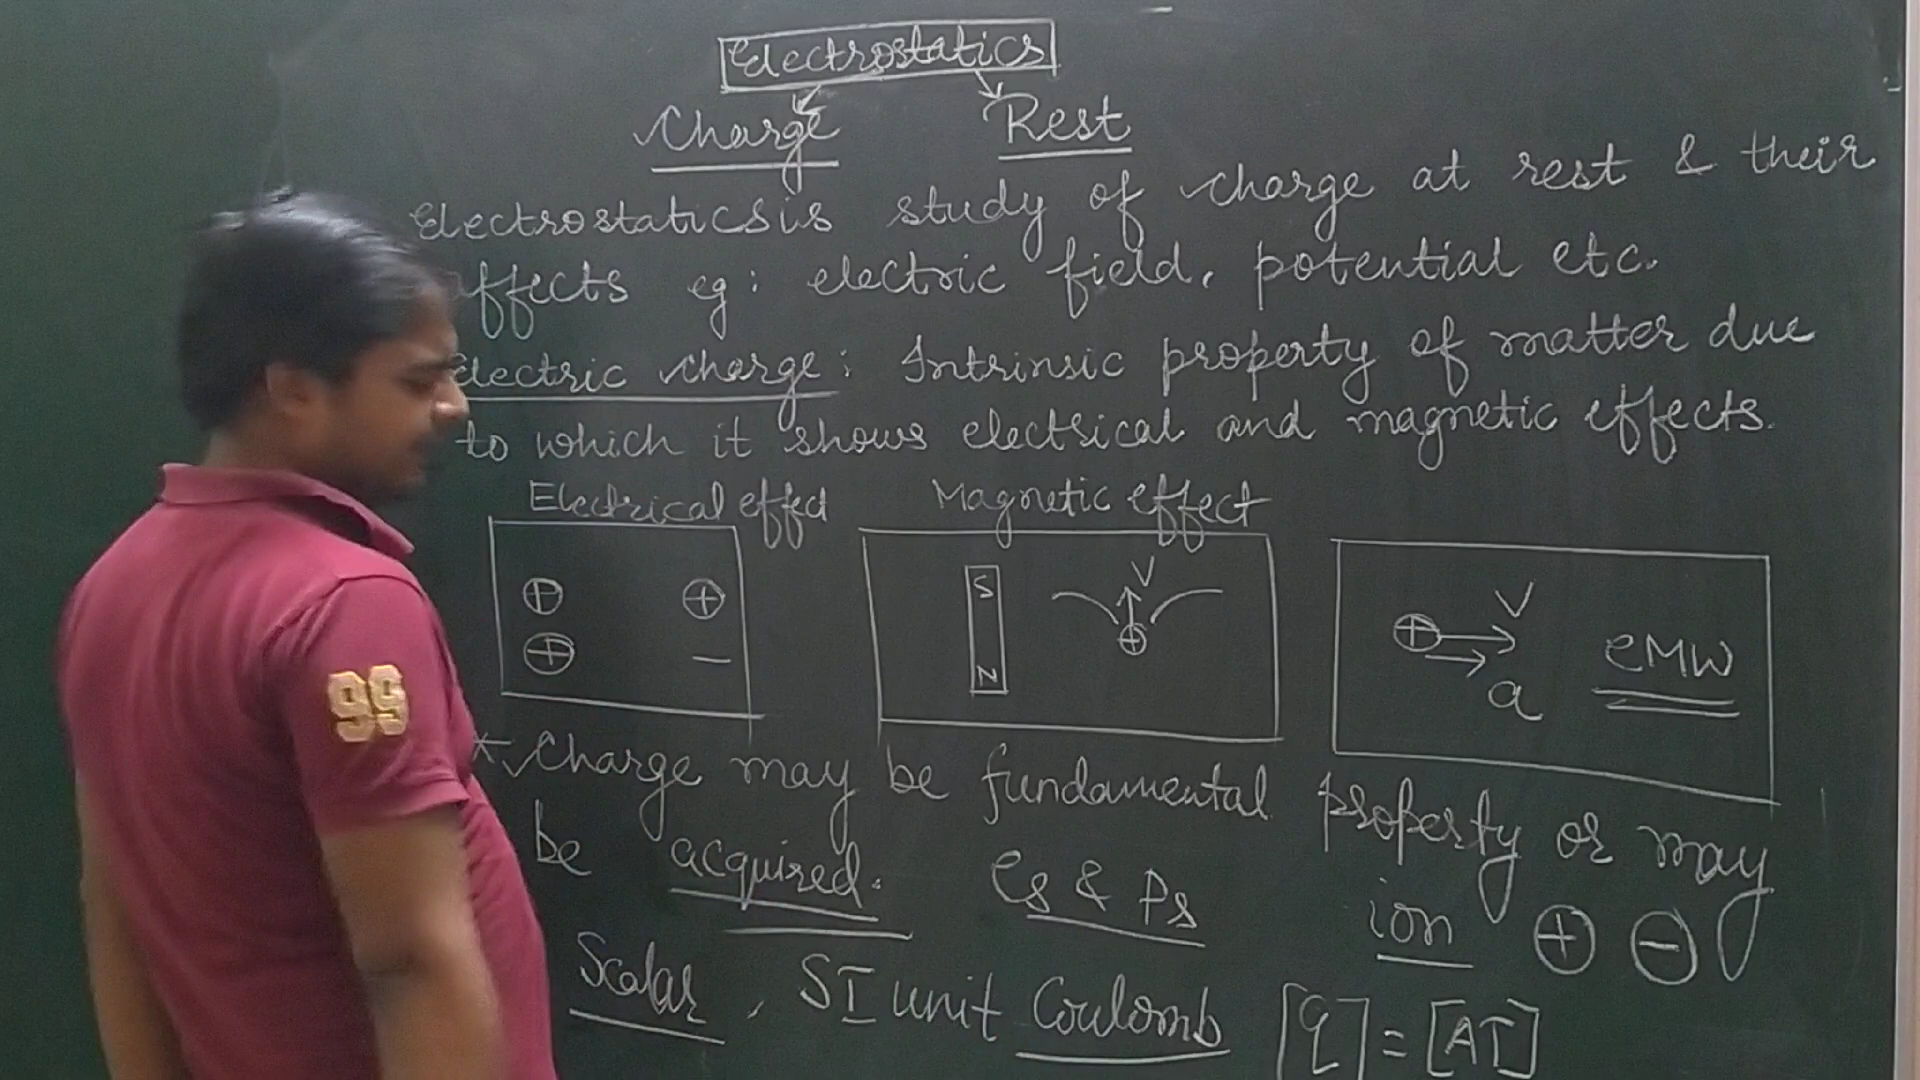 Electrostatics
Charge Rest
Electrostatics is study of charge at rest & their
effects eg: electric field, potential etc.
Electric charge: Intrinsic property of matter due
to which it shows electrical and magnetic effects.
Electrical effect Magnetic effect
+ + S V + V
+ - N + a EMW
* Charge may be fundamental property or may
be acquired. es & ps ion + -
Scalar, SI unit Coulomb [q] = [AT]
99